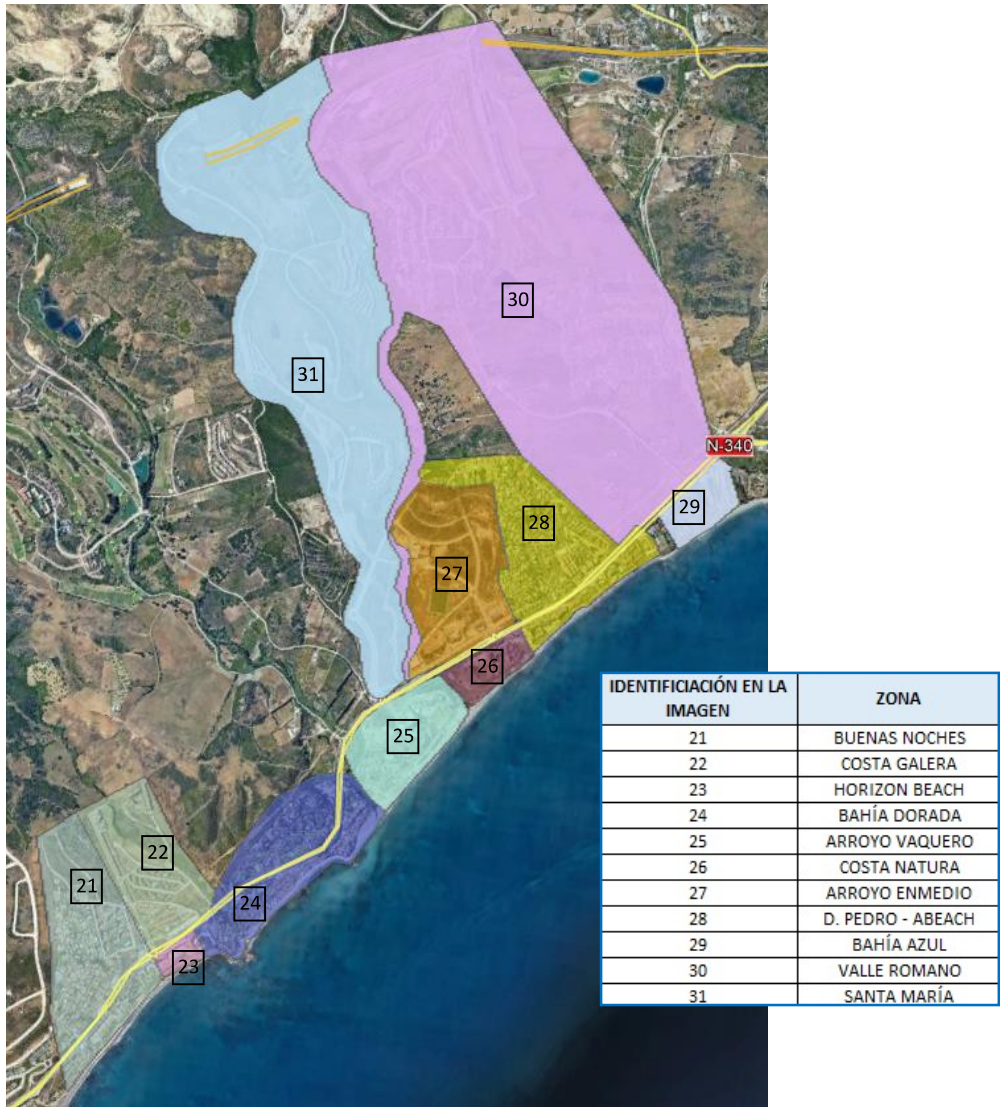 30
31
N-340
29
28
27
26
25
22
21
24
23
IDENTIFICIACIÓN EN LA
IMAGEN
ZONA
21 BUENAS NOCHES
22 COSTA GALERA
23 HORIZON BEACH
24 BAHÍA DORADA
25 ARROYO VAQUERO
26 COSTA NATURA
27 ARROYO ENMEDIO
28 D. PEDRO - ABEACH
29 BAHÍA AZUL
30 VALLE ROMANO
31 SANTA MARÍA